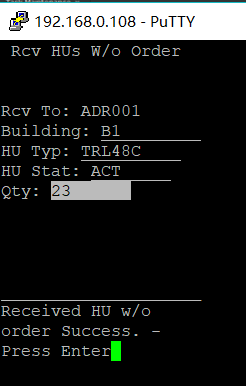 192.168.0.108 - PuTTY
Rcv HUs W/o Order
Rcv To: ADR001
Building: B1
HU Typ: TRL48C
HU Stat: ACT
Qty: 23
Received HU w/o
order Success. -
Press Enter